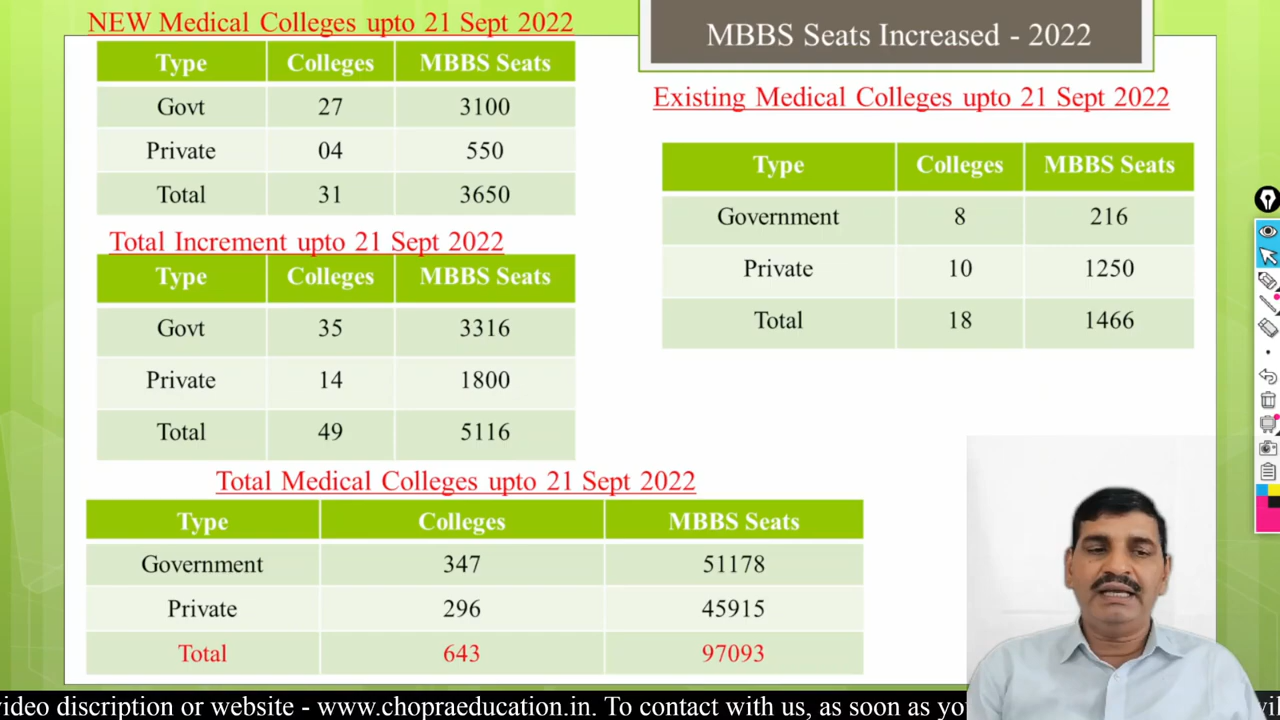 NEW Medical Colleges upto 21 Sept 2022
Type Colleges MBBS Seats
Govt 27 3100
Private 04 550
Total 31 3650
Total Increment upto 21 Sept 2022
Type Colleges MBBS Seats
Govt 35 3316
Private 14 1800
Total 49 5116
MBBS Seats Increased - 2022
Existing Medical Colleges upto 21 Sept 2022
Type Colleges MBBS Seats
Government 8 216
Private 10 1250
Total 18 1466
Total Medical Colleges upto 21 Sept 2022
Type Colleges MBBS Seats
Government 347 51178
Private 296 45915
Total 643 97093
video discription or website - www.chopraeducation.in. To contact with us, as soon as yo